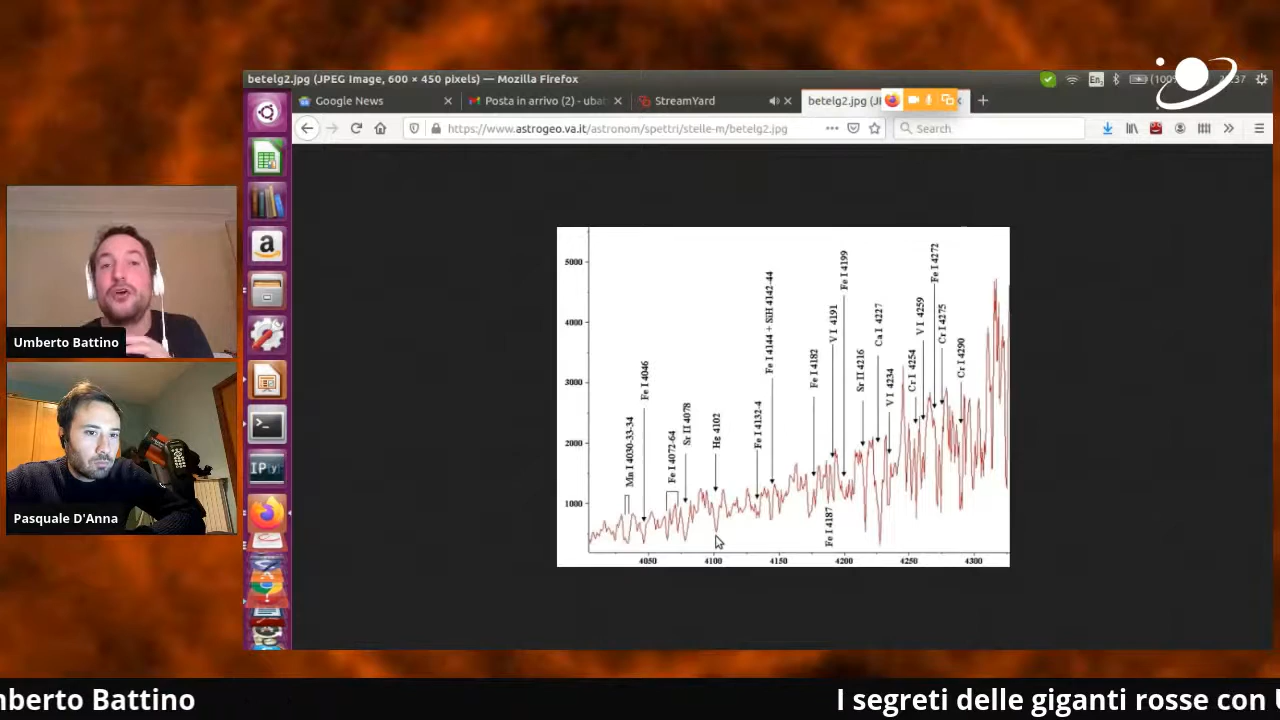 betelg2.jpg (JPEG Image, 600 × 450 pixels) — Mozilla Firefox
En
Google News
Posta in arrivo (2) - uba
StreamYard
betelg2.jpg
https://www.astrogeo.va.it/astronom/spettri/stelle-m/betelg2.jpg
Search
Umberto Battino
Pasquale D'Anna
5000
4000
3000
2000
1000
Mn I 4030-33-34
Fe I 4046
Fe I 4072-64
Sr II 4078
Fe I 4132-4
Fe I 4144 + SiH 4142-44
Fe I 4182
Fe I 4187
V I 4191
Fe I 4199
Sr II 4216
Ca I 4227
V I 4234
Cr I 4254
V I 4259
Fe I 4272
Cr I 4275
Cr I 4290
4050
4100
4150
4200
4250
4300
mberto Battino
I segreti delle giganti rosse con